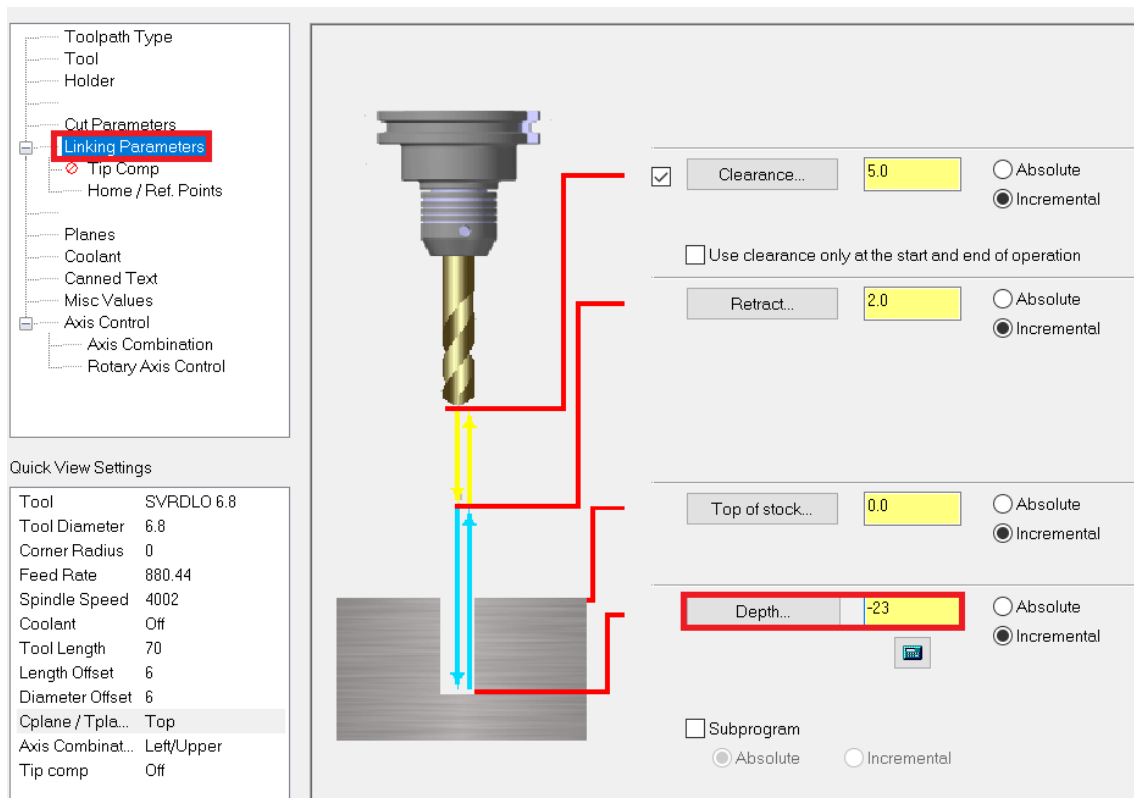 Toolpath Type
Tool
Holder
Cut Parameters
Linking Parameters
Tip Comp
Home / Ref. Points
Planes
Coolant
Canned Text
Misc Values
Axis Control
Axis Combination
Rotary Axis Control
Quick View Settings
Tool SVRDLO 6.8
Tool Diameter 6.8
Corner Radius 0
Feed Rate 880.44
Spindle Speed 4002
Coolant Off
Tool Length 70
Length Offset 6
Diameter Offset 6
Cplane / Tpla... Top
Axis Combinat... Left/Upper
Tip comp Off
Clearance... 5.0 Absolute
Incremental
Use clearance only at the start and end of operation
Retract... 2.0 Absolute
Incremental
Top of stock... 0.0 Absolute
Incremental
Depth... -23 Absolute
Incremental
Subprogram
Absolute Incremental